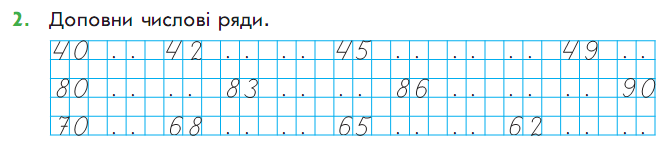 2. Доповни числові ряди.
40 . . 42 . . . . 45 . . . . . . 49 . .
80 . . . . 83 . . . . 86 . . . . . . 90
70 . . 68 . . . . 65 . . . . 62 . . . .